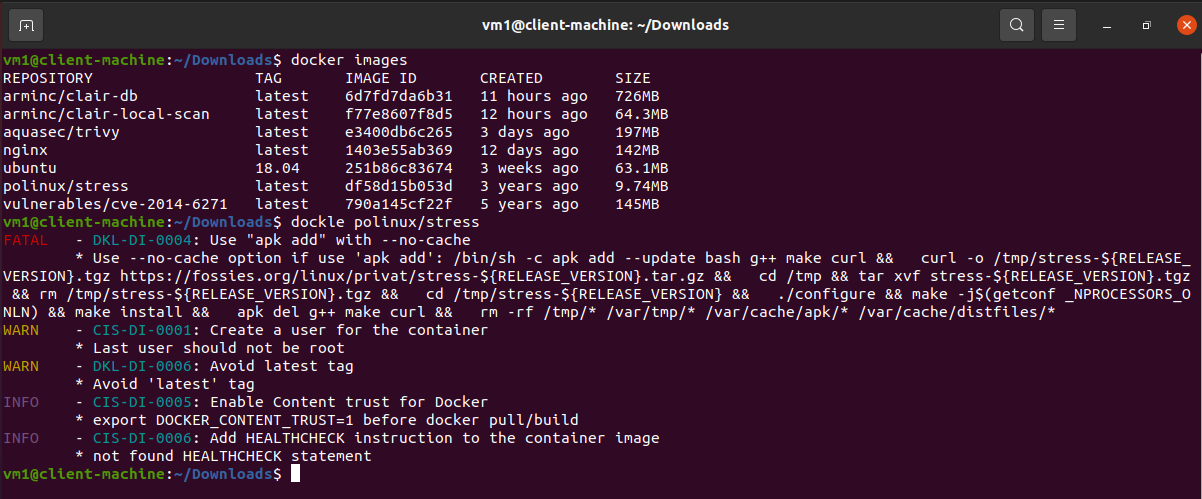 vm1@client-machine: ~/Downloads
vm1@client-machine:~/Downloads$ docker images
REPOSITORY                  TAG       IMAGE ID       CREATED        SIZE
arminc/clair-db             latest    6d7fd7da6b31   11 hours ago   726MB
arminc/clair-local-scan     latest    f77e8607f8d5   12 hours ago   64.3MB
aquasec/trivy               latest    e3400db6c265   3 days ago     197MB
nginx                       latest    1403e55ab369   12 days ago    142MB
ubuntu                      18.04     251b86c83674   3 weeks ago    63.1MB
polinux/stress              latest    df58d15b053d   3 years ago    9.74MB
vulnerables/cve-2014-6271   latest    790a145cf22f   5 years ago    145MB
vm1@client-machine:~/Downloads$ dockle polinux/stress
FATAL   - DKL-DI-0004: Use "apk add" with --no-cache
        * Use --no-cache option if use 'apk add': /bin/sh -c apk add --update bash g++ make curl &&   curl -o /tmp/stress-${RELEASE_
VERSION}.tgz https://fossies.org/linux/privat/stress-${RELEASE_VERSION}.tar.gz &&   cd /tmp && tar xvf stress-${RELEASE_VERSION}.tgz
 && rm /tmp/stress-${RELEASE_VERSION}.tgz &&   cd /tmp/stress-${RELEASE_VERSION} &&   ./configure && make -j$(getconf _NPROCESSORS_O
NLN) && make install &&   apk del g++ make curl &&   rm -rf /tmp/* /var/tmp/* /var/cache/apk/* /var/cache/distfiles/*
WARN    - CIS-DI-0001: Create a user for the container
        * Last user should not be root
WARN    - DKL-DI-0006: Avoid latest tag
        * Avoid 'latest' tag
INFO    - CIS-DI-0005: Enable Content trust for Docker
        * export DOCKER_CONTENT_TRUST=1 before docker pull/build
INFO    - CIS-DI-0006: Add HEALTHCHECK instruction to the container image
        * not found HEALTHCHECK statement
vm1@client-machine:~/Downloads$